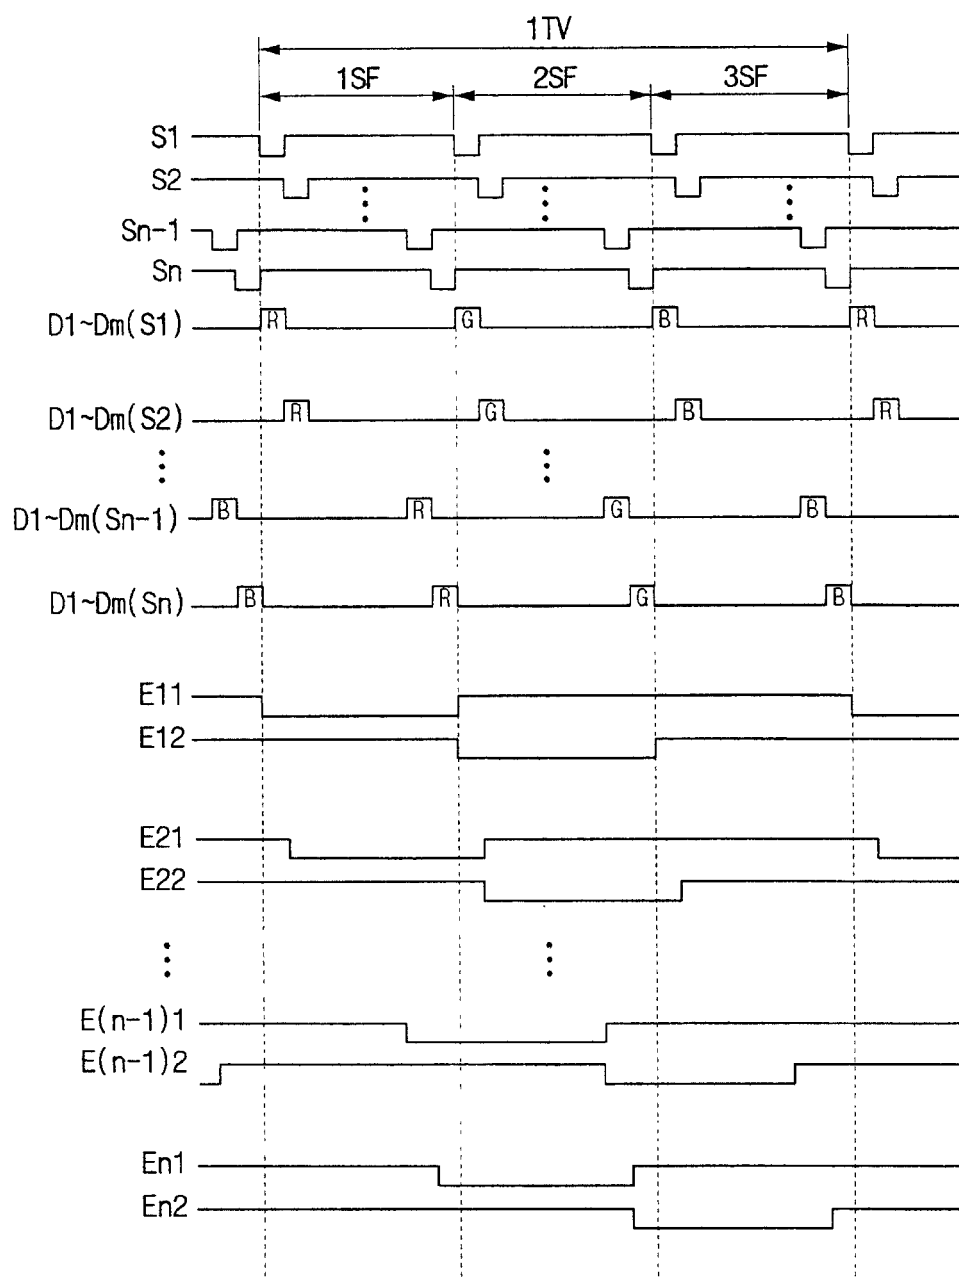 1TV
1SF 2SF 3SF
S1
S2
Sn-1
Sn
D1~Dm(S1) R G B R
D1~Dm(S2) R G B R
D1~Dm(Sn-1) B R G B
D1~Dm(Sn) B R G B
E11
E12
E21
E22
E(n-1)1
E(n-1)2
En1
En2